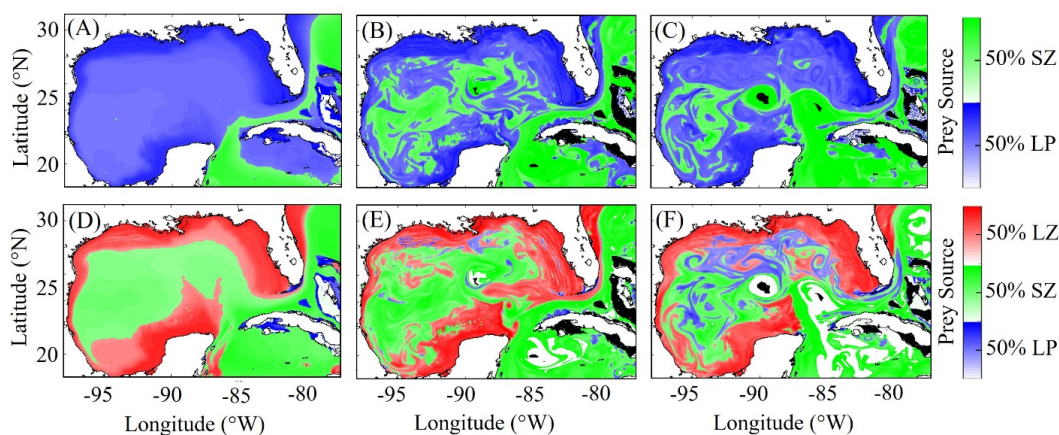 (A) (B) (C)
Latitude (°N)
30
25
20
Prey Source
50% SZ
50% LP
(D) (E) (F)
Latitude (°N)
30
25
20
Prey Source
50% LZ
50% SZ
50% LP
-95 -90 -85 -80 -95 -90 -85 -80 -95 -90 -85 -80
Longitude (°W) Longitude (°W) Longitude (°W)